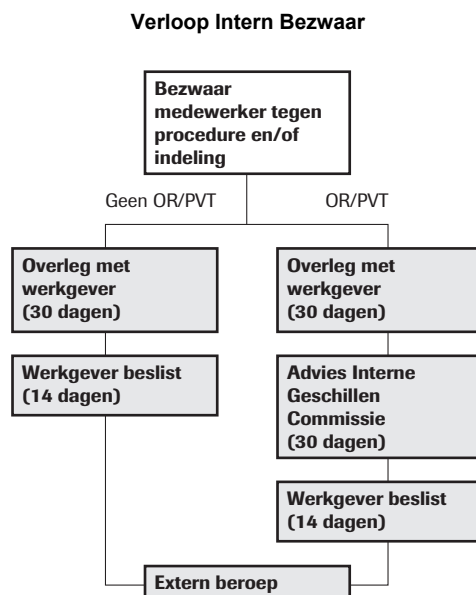 Verloop Intern Bezwaar
Bezwaar
medewerker tegen
procedure en/of
indeling
Geen OR/PVT
OR/PVT
Overleg met
werkgever
(30 dagen)
Overleg met
werkgever
(30 dagen)
Werkgever beslist
(14 dagen)
Advies Interne
Geschillen
Commissie
(30 dagen)
Werkgever beslist
(14 dagen)
Extern beroep